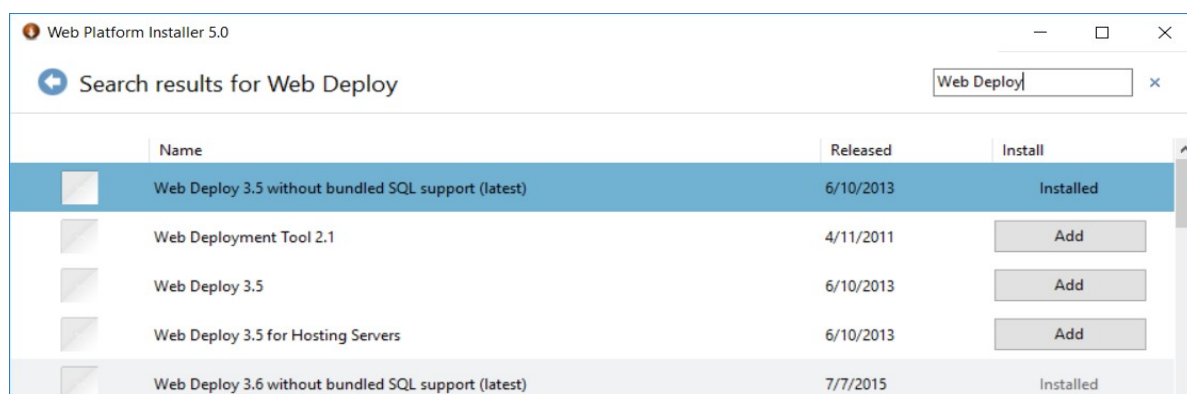 Web Platform Installer 5.0
Search results for Web Deploy Web Deploy
Name Released Install
Web Deploy 3.5 without bundled SQL support (latest) 6/10/2013 Installed
Web Deployment Tool 2.1 4/11/2011 Add
Web Deploy 3.5 6/10/2013 Add
Web Deploy 3.5 for Hosting Servers 6/10/2013 Add
Web Deploy 3.6 without bundled SQL support (latest) 7/7/2015 Installed